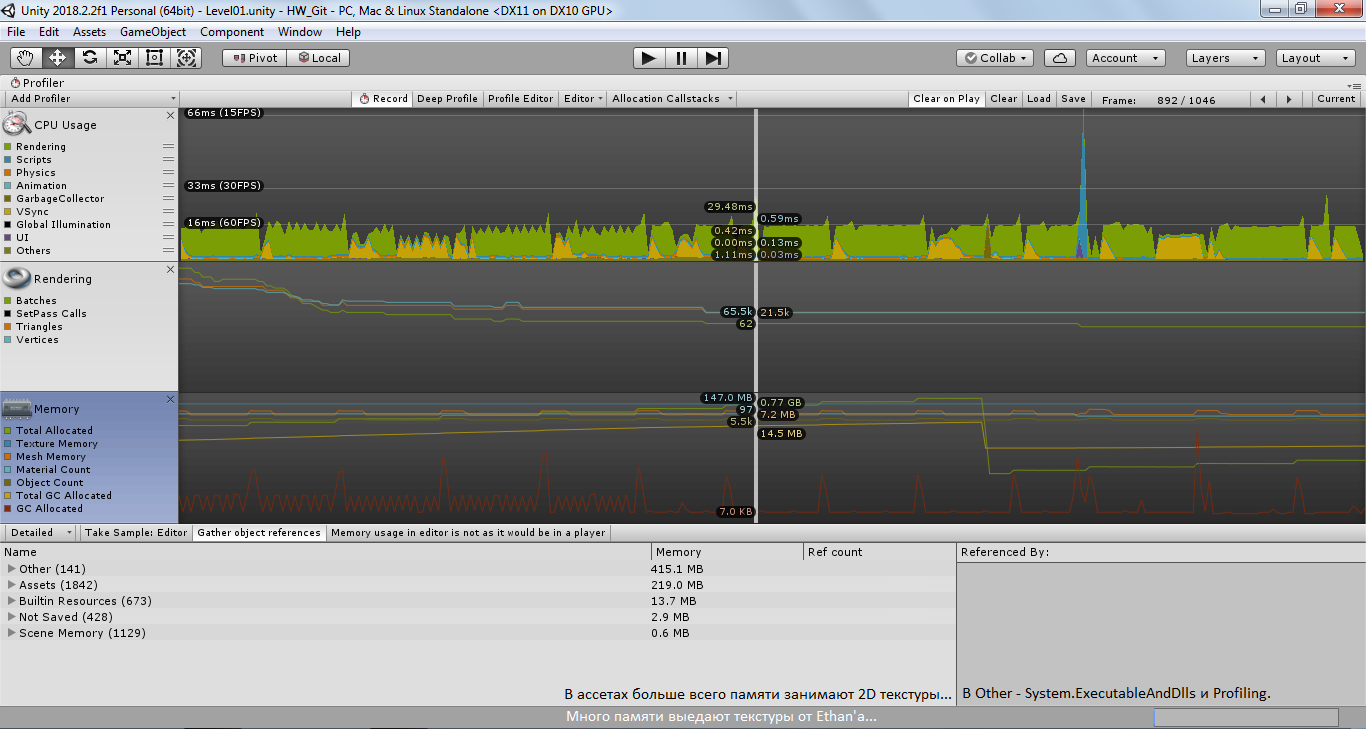 Unity 2018.2.2f1 Personal (64bit) - Level01.unity - HW_Git - PC, Mac & Linux Standalone <DX11 on DX10 GPU>
File Edit Assets GameObject Component Window Help
Pivot Local Collab Account Layers Layout
Profiler
Add Profiler Record Deep Profile Profile Editor Editor Allocation Callstacks Clear on Play Clear Load Save Frame: 892 / 1046 Current
CPU Usage
Rendering
Scripts
Physics
Animation
GarbageCollector
VSync
Global Illumination
UI
Others
66ms (15FPS)
33ms (30FPS)
16ms (60FPS)
29.48ms
0.59ms
0.42ms
0.00ms 0.13ms
1.11ms 0.03ms
Rendering
Batches
SetPass Calls
Triangles
Vertices
65.5k 21.5k
62
Memory
Total Allocated
Texture Memory
Mesh Memory
Material Count
Object Count
Total GC Allocated
GC Allocated
147.0 MB 0.77 GB
97 7.2 MB
5.5k
14.5 MB
7.0 KB
Detailed Take Sample: Editor Gather object references Memory usage in editor is not as it would be in a player
Name Memory Ref count Referenced By:
Other (141) 415.1 MB
Assets (1842) 219.0 MB
Builtin Resources (673) 13.7 MB
Not Saved (428) 2.9 MB
Scene Memory (1129) 0.6 MB
В ассетах больше всего памяти занимают 2D текстуры... В Other - System.ExecutableAndDlls и Profiling.
Много памяти выедают текстуры от Ethan'а...